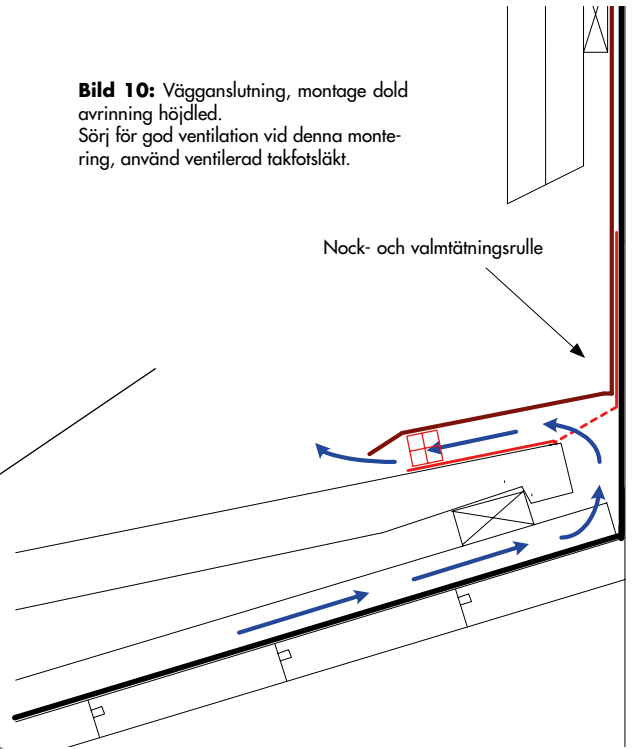 Bild 10: Vägganslutning, montage dold
avrinning höjdled.
Sörj för god ventilation vid denna monte-
ring, använd ventilerad takfotsläkt.
Nock- och valmtätningsrulle